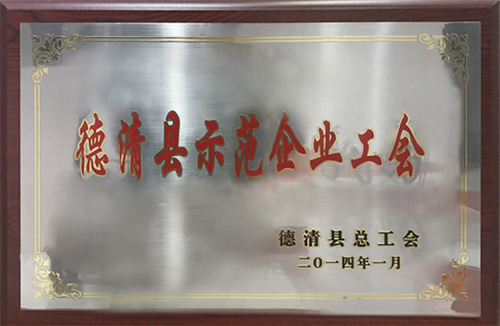 德清县示范企业工会
德清县总工会
二〇一四年一月